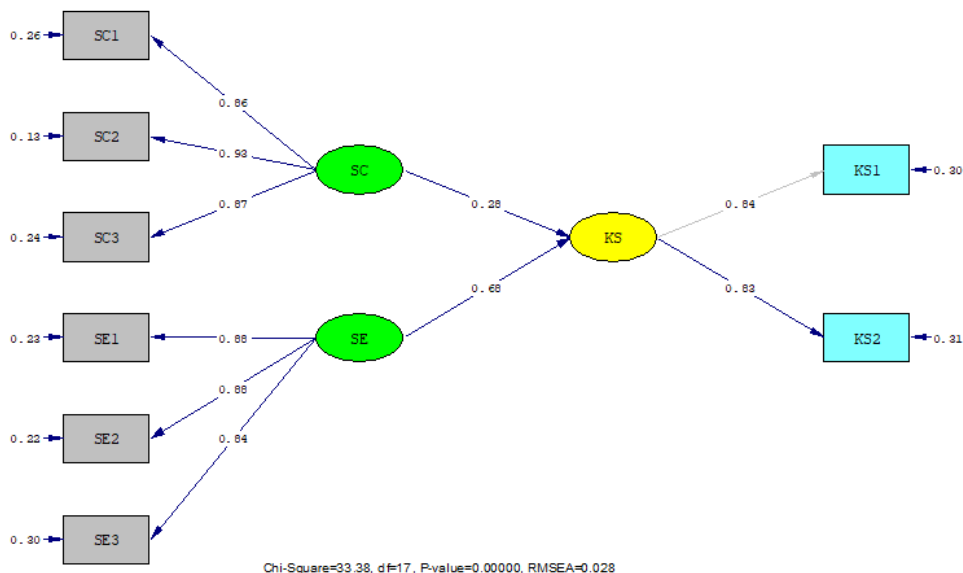 0.26
SC1
0.86
0.13
SC2
0.93
SC3
0.24
0.87
SC
0.28
SE1
0.23
0.88
SE2
0.22
0.88
SE3
0.30
0.84
SE
0.68
KS
0.84
KS1
0.30
0.83
KS2
0.31
Chi-Square=33.38, df=17, P-value=0.00000, RMSEA=0.028